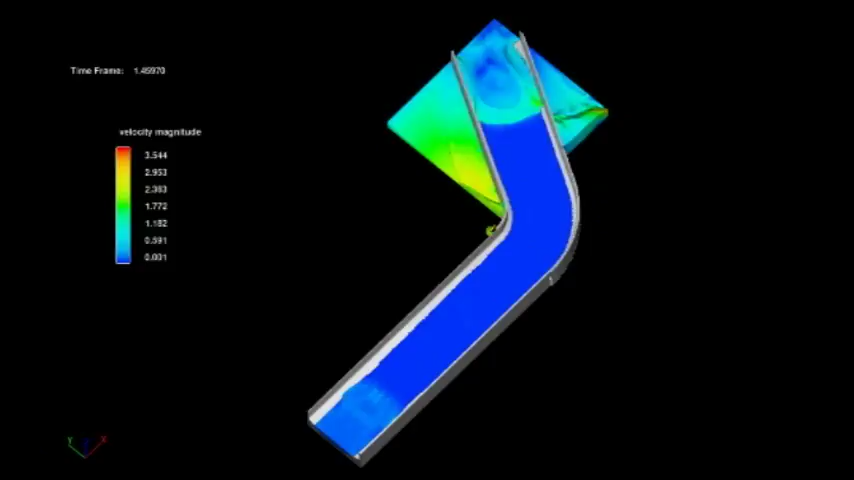 Time Frame: 1.45970
velocity magnitude
3.544
2.953
2.363
1.772
1.182
0.591
0.001
Y Z X